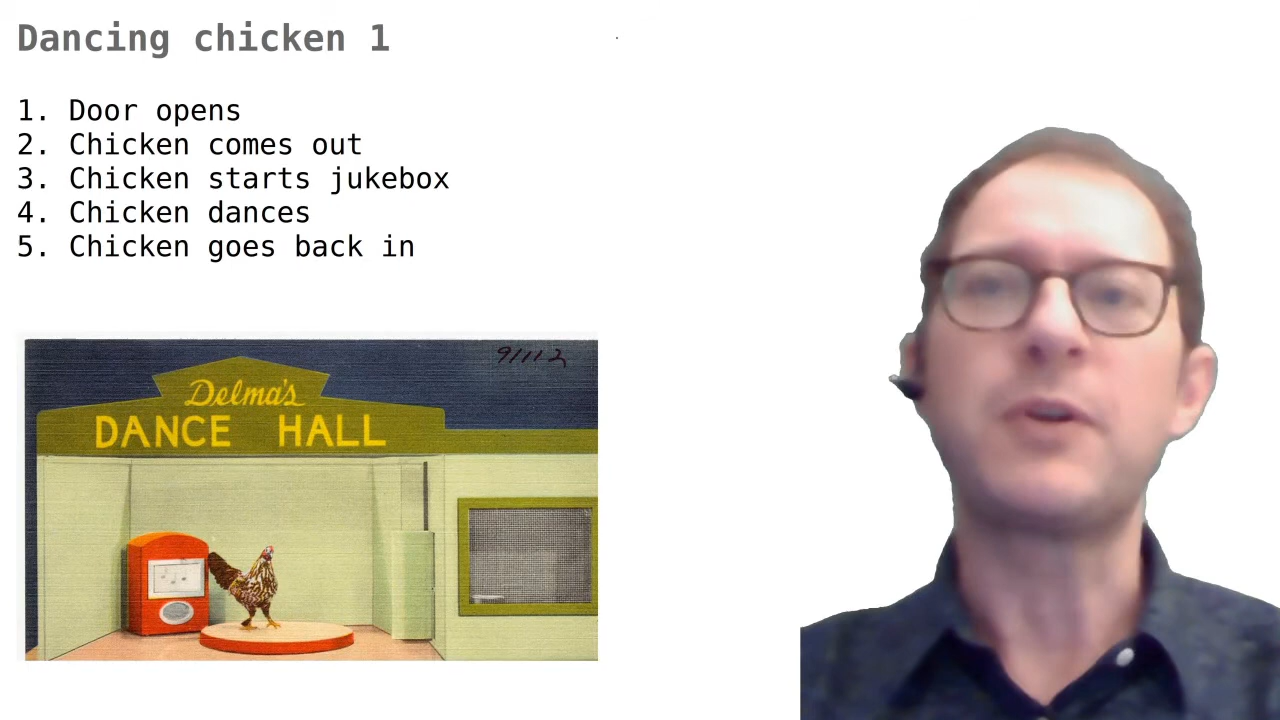 Dancing chicken 1
1. Door opens
2. Chicken comes out
3. Chicken starts jukebox
4. Chicken dances
5. Chicken goes back in
91112
Delma's
DANCE HALL